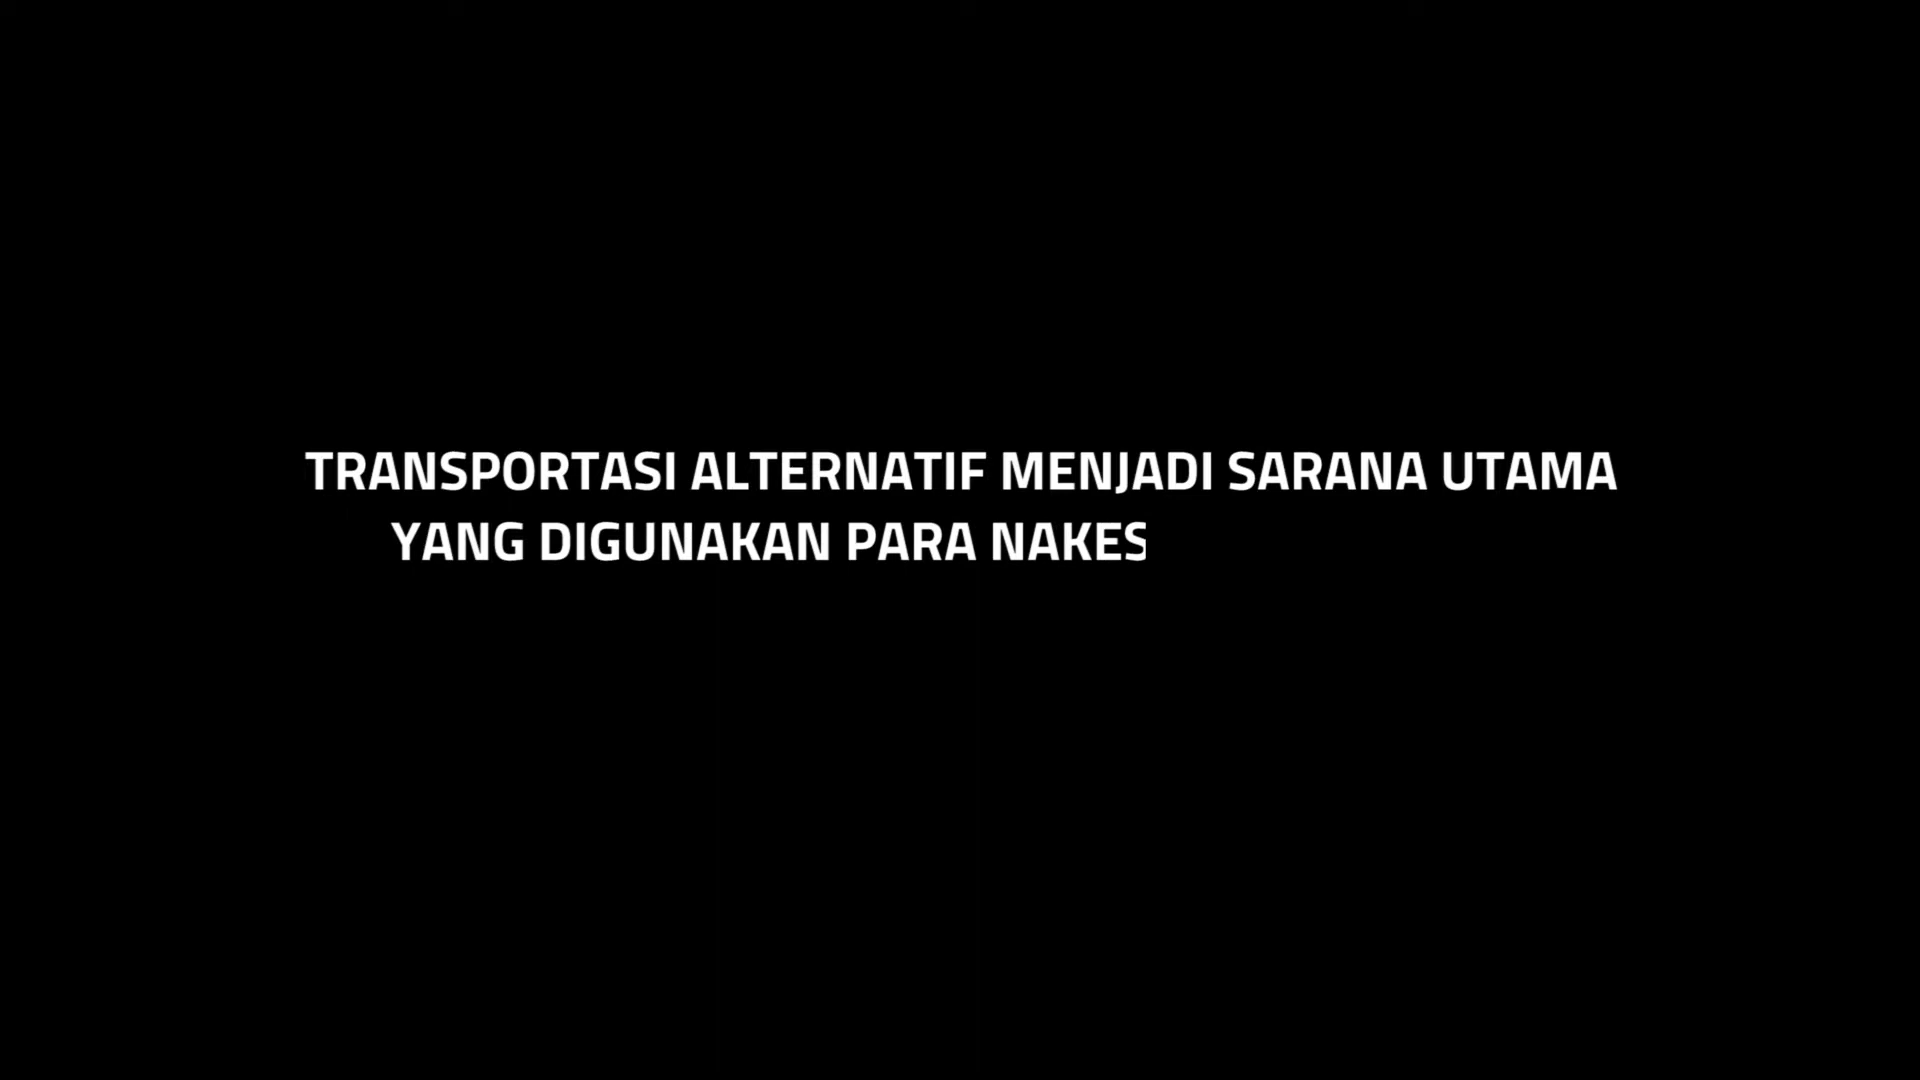 TRANSPORTASI ALTERNATIF MENJADI SARANA UTAMA
YANG DIGUNAKAN PARA NAKES